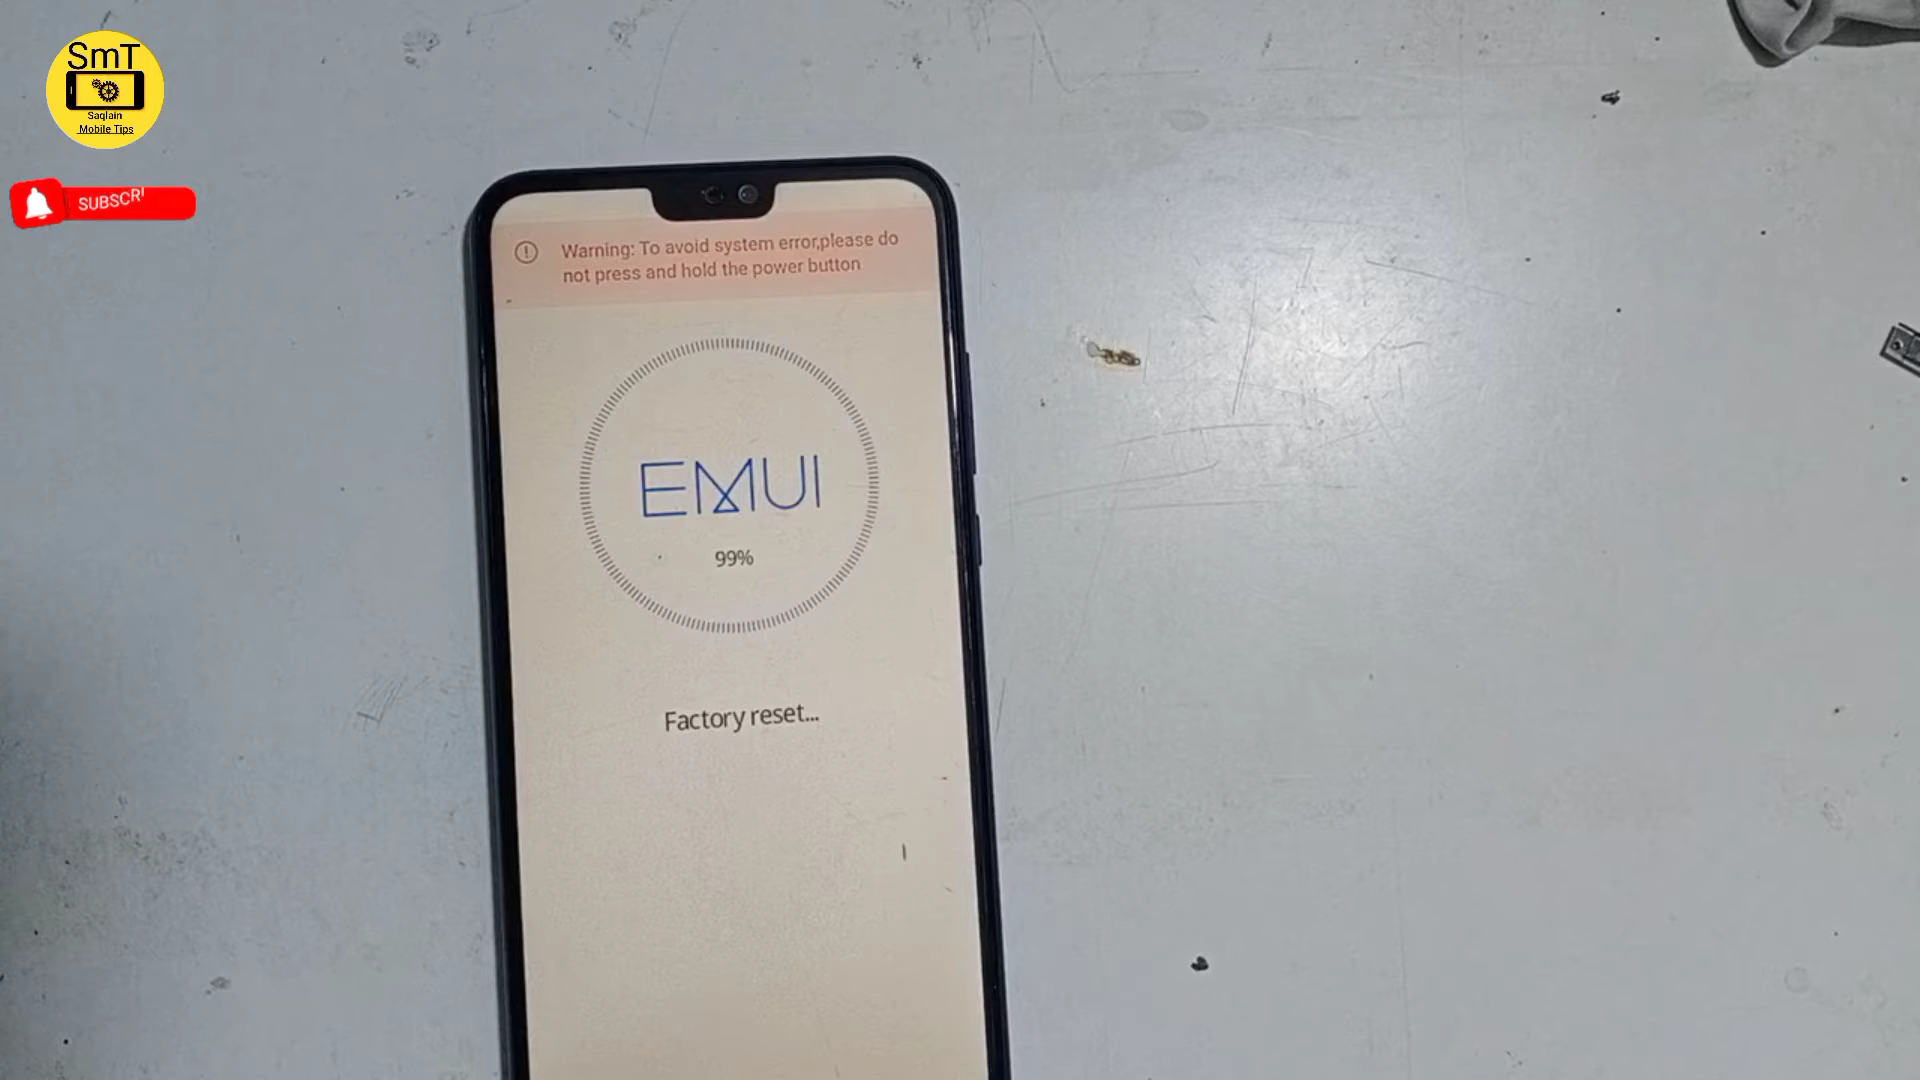 SmT
Saqlain
Mobile Tips
SUBSCRI
Warning: To avoid system error,please do
not press and hold the power button
EMUI
99%
Factory reset...